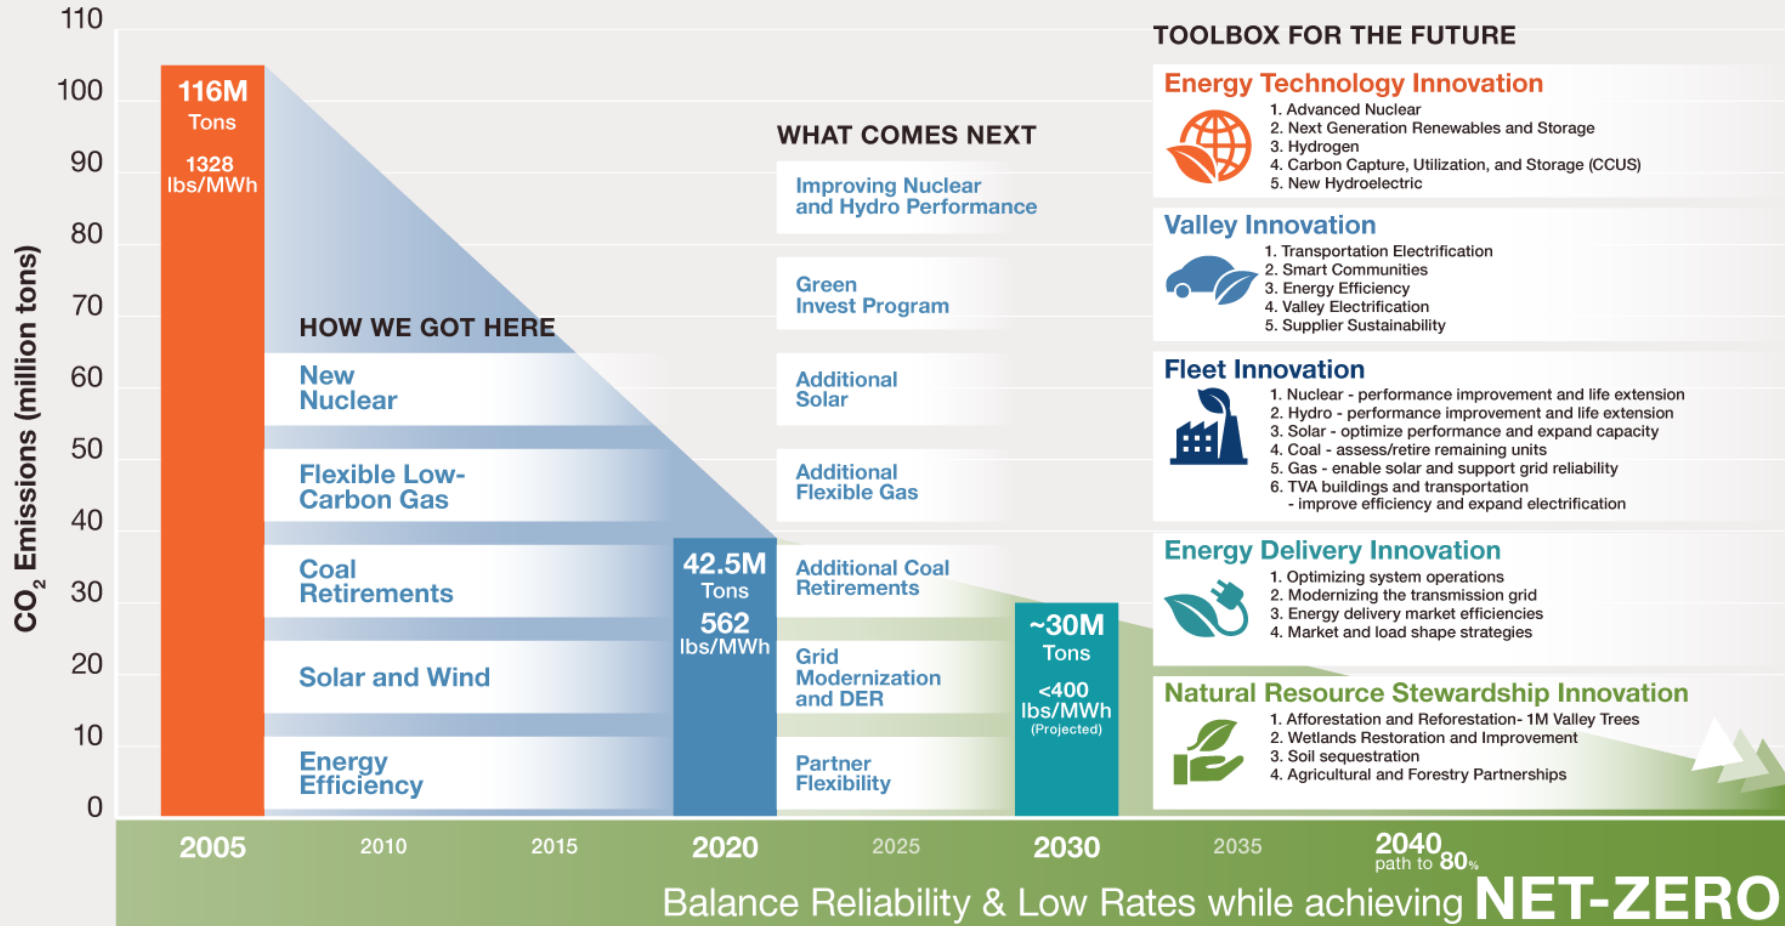 CO₂ Emissions (million tons)
110
100
90
80
70
60
50
40
30
20
10
0
116M
Tons
1328
lbs/MWh
HOW WE GOT HERE
New
Nuclear
Flexible Low-
Carbon Gas
Coal
Retirements
Solar and Wind
Energy
Efficiency
42.5M
Tons
562
lbs/MWh
WHAT COMES NEXT
Improving Nuclear
and Hydro Performance
Green
Invest Program
Additional
Solar
Additional
Flexible Gas
Additional Coal
Retirements
Grid
Modernization
and DER
Partner
Flexibility
~30M
Tons
<400
lbs/MWh
(Projected)
TOOLBOX FOR THE FUTURE
Energy Technology Innovation
1. Advanced Nuclear
2. Next Generation Renewables and Storage
3. Hydrogen
4. Carbon Capture, Utilization, and Storage (CCUS)
5. New Hydroelectric
Valley Innovation
1. Transportation Electrification
2. Smart Communities
3. Energy Efficiency
4. Valley Electrification
5. Supplier Sustainability
Fleet Innovation
1. Nuclear - performance improvement and life extension
2. Hydro - performance improvement and life extension
3. Solar - optimize performance and expand capacity
4. Coal - assess/retire remaining units
5. Gas - enable solar and support grid reliability
6. TVA buildings and transportation
- improve efficiency and expand electrification
Energy Delivery Innovation
1. Optimizing system operations
2. Modernizing the transmission grid
3. Energy delivery market efficiencies
4. Market and load shape strategies
Natural Resource Stewardship Innovation
1. Afforestation and Reforestation- 1M Valley Trees
2. Wetlands Restoration and Improvement
3. Soil sequestration
4. Agricultural and Forestry Partnerships
2005
2010
2015
2020
2025
2030
2035
2040
path to 80%
Balance Reliability & Low Rates while achieving NET-ZERO